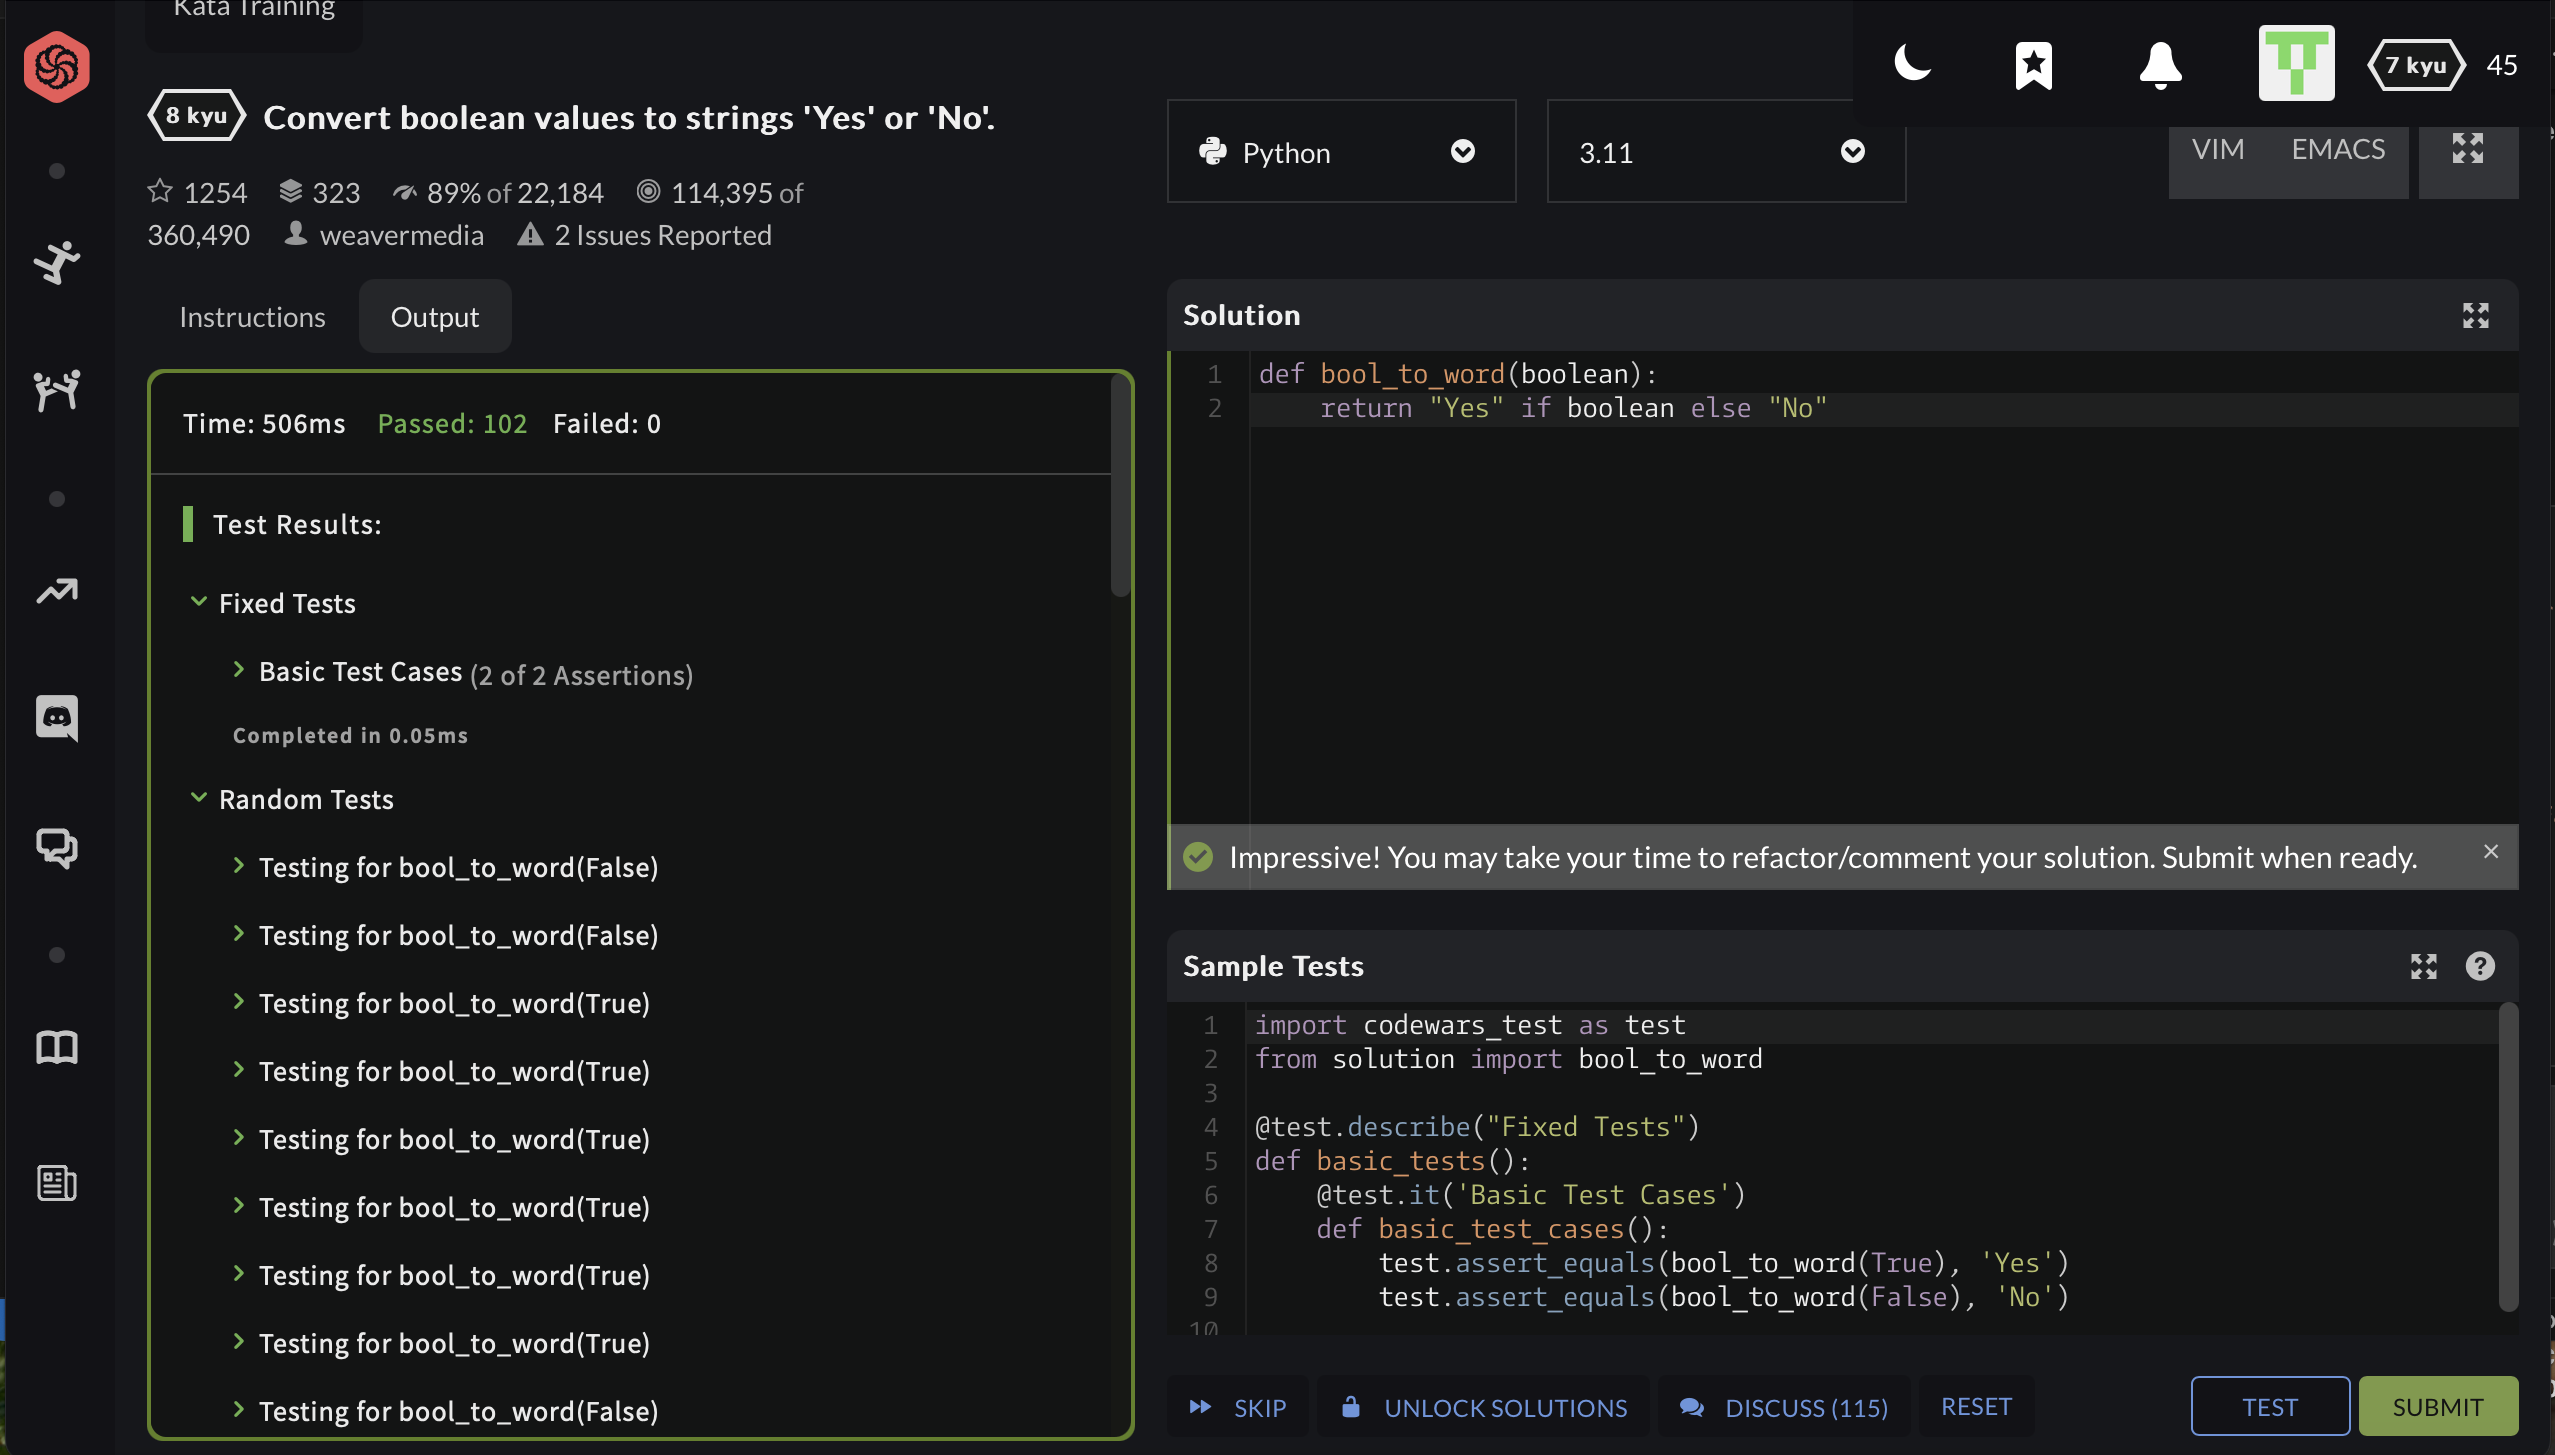 Kata Training
7 kyu 45
8 kyu Convert boolean values to strings 'Yes' or 'No'.
1254 323 89% of 22,184 114,395 of
360,490 weavermedia 2 Issues Reported
Python 3.11 VIM EMACS
Instructions Output
Time: 506ms Passed: 102 Failed: 0
Test Results:
Fixed Tests
Basic Test Cases (2 of 2 Assertions)
Completed in 0.05ms
Random Tests
Testing for bool_to_word(False)
Testing for bool_to_word(False)
Testing for bool_to_word(True)
Testing for bool_to_word(True)
Testing for bool_to_word(True)
Testing for bool_to_word(True)
Testing for bool_to_word(True)
Testing for bool_to_word(True)
Testing for bool_to_word(False)
Solution
1 def bool_to_word(boolean):
2     return "Yes" if boolean else "No"
Impressive! You may take your time to refactor/comment your solution. Submit when ready. ×
Sample Tests ?
1 import codewars_test as test
2 from solution import bool_to_word
3
4 @test.describe("Fixed Tests")
5 def basic_tests():
6     @test.it('Basic Test Cases')
7     def basic_test_cases():
8         test.assert_equals(bool_to_word(True), 'Yes')
9         test.assert_equals(bool_to_word(False), 'No')
10
SKIP UNLOCK SOLUTIONS DISCUSS (115) RESET TEST SUBMIT